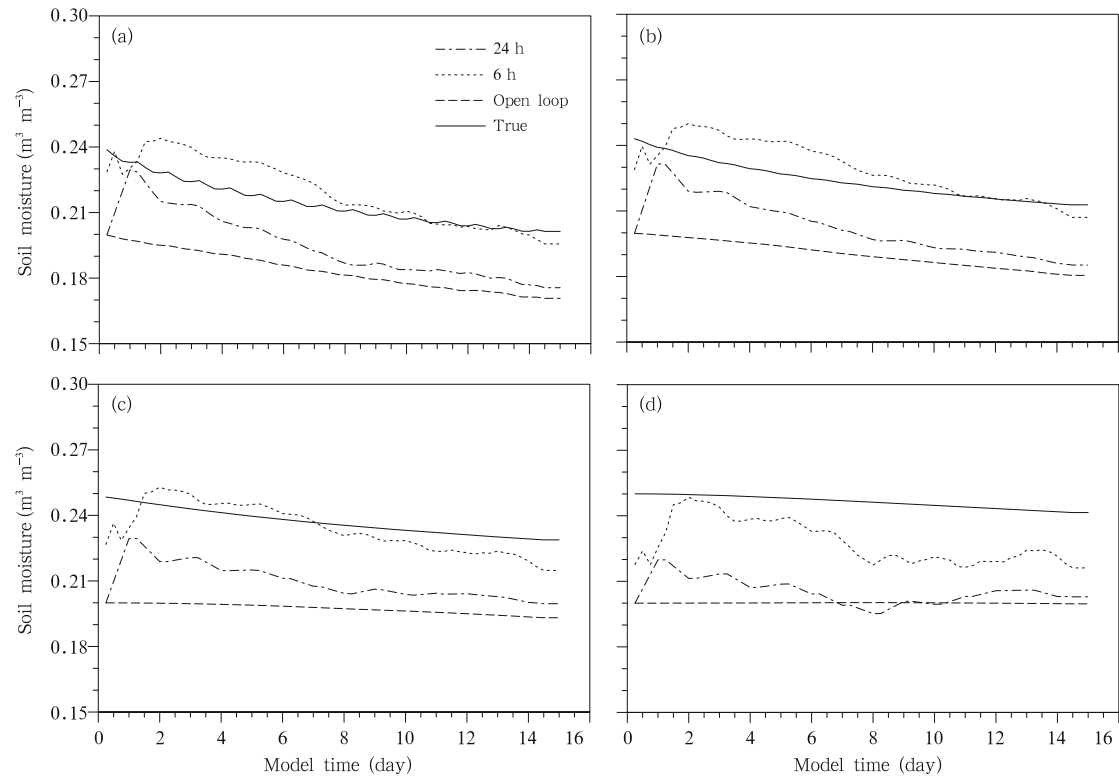 0.30
0.27
0.24
0.21
0.18
0.15
Soil moisture (m³ m⁻³)
(a)
24 h
6 h
Open loop
True
(b)
0.30
0.27
0.24
0.21
0.18
0.15
Soil moisture (m³ m⁻³)
(c)
(d)
0 2 4 6 8 10 12 14 16
Model time (day)
0 2 4 6 8 10 12 14 16
Model time (day)